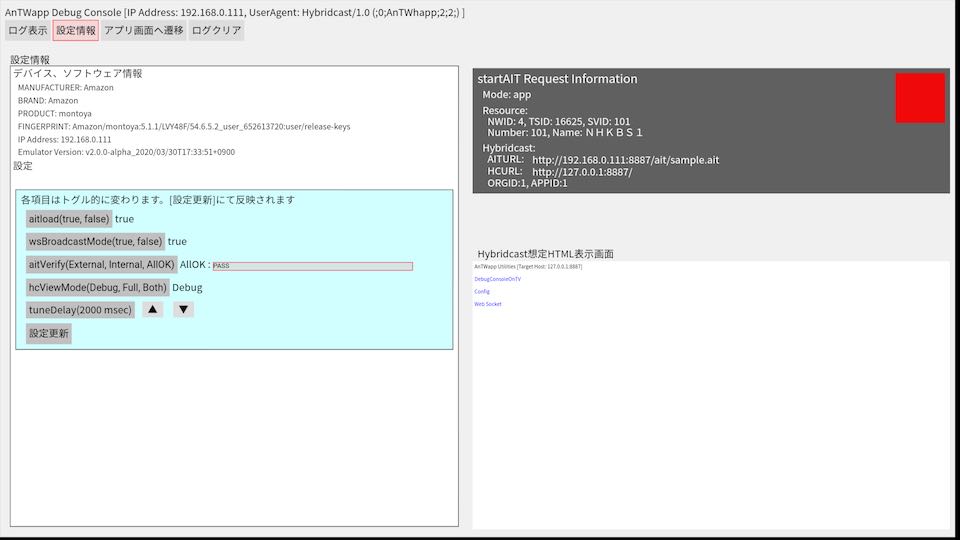 AnTWapp Debug Console [IP Address: 192.168.0.111, UserAgent: Hybridcast/1.0 (;0;AnTWhapp;2;2;) ]
ログ表示 設定情報 アプリ画面へ遷移 ログクリア
設定情報
デバイス、ソフトウェア情報
MANUFACTURER: Amazon
BRAND: Amazon
PRODUCT: montoya
FINGERPRINT: Amazon/montoya:5.1.1/LVY48F/54.6.5.2_user_652613720:user/release-keys
IP Address: 192.168.0.111
Emulator Version: v2.0.0-alpha_2020/03/30T17:33:51+0900
設定
各項目はトグル的に変わります。[設定更新]にて反映されます
aitload(true, false) true
wsBroadcastMode(true, false) true
aitVerify(External, Internal, AllOK) AllOK : PASS
hcViewMode(Debug, Full, Both) Debug
tuneDelay(2000 msec) ▲ ▼
設定更新
startAIT Request Information
Mode: app
Resource:
NWID: 4, TSID: 16625, SVID: 101
Number: 101, Name: ＮＨＫＢＳ１
Hybridcast:
AITURL: http://192.168.0.111:8887/ait/sample.ait
HCURL: http://127.0.0.1:8887/
ORGID:1, APPID:1
Hybridcast想定HTML表示画面
AnTWapp Utilities [Target Host: 127.0.0.1:8887]
DebugConsoleOnTV
Config
Web Socket